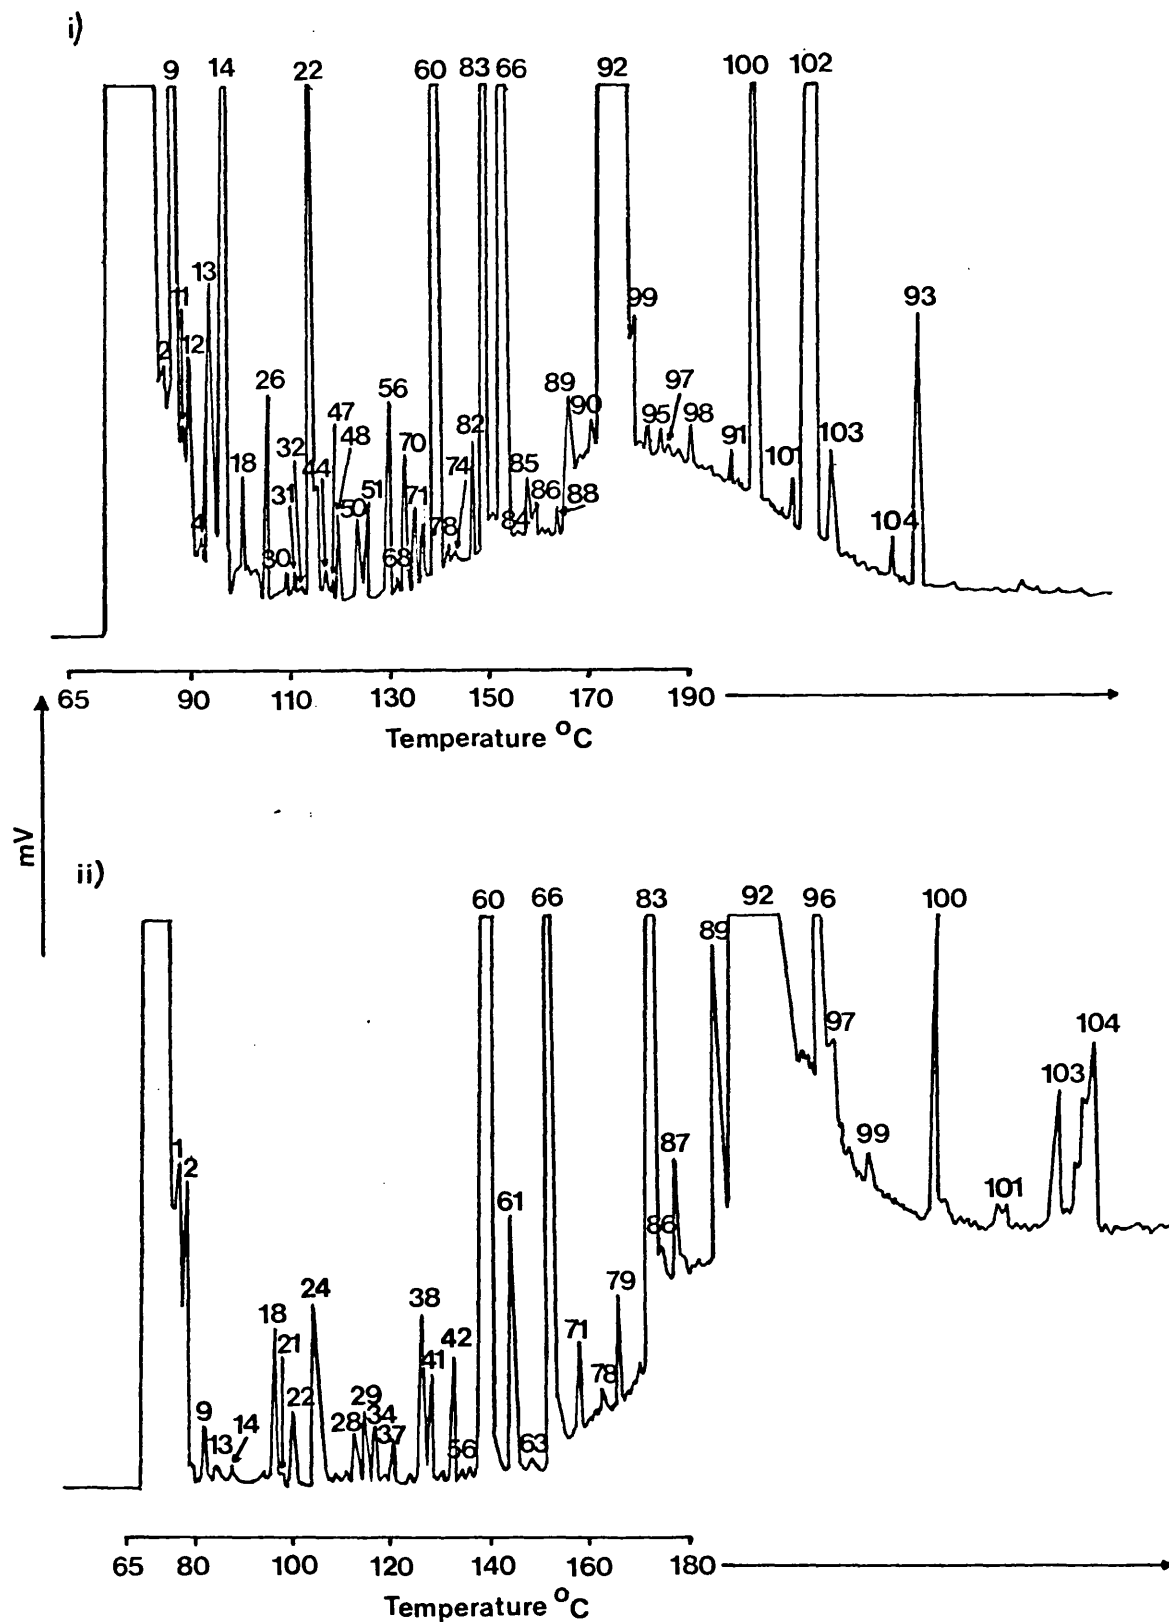 i)
9 14 22 60 83 66 92 100 102
13
11
2 12
99
93
26 56 89 90
47 48
97
95 98
18 32 44 70 82 74
31 50 51 71 85 86 88
91 101 103
4 30 68 78 84 104
65 90 110 130 150 170 190
Temperature °C
mV
ii)
60 66 83 92 96 100
89
97 104
103
1 2
87
99
61 86
101
24 38 79
18 21 42 71
41
22 78
9 13 14 28 29 34 37 56 63
65 80 100 120 140 160 180
Temperature °C